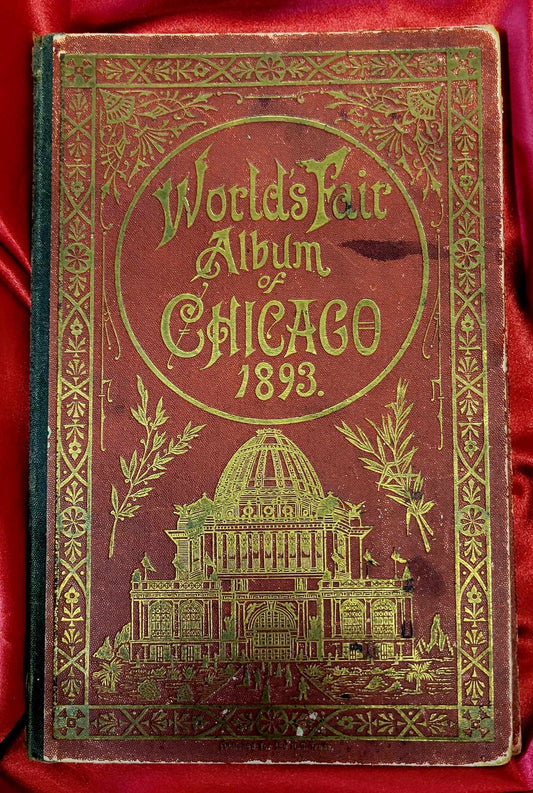 World's Fair
Album
of
CHICAGO
1893.